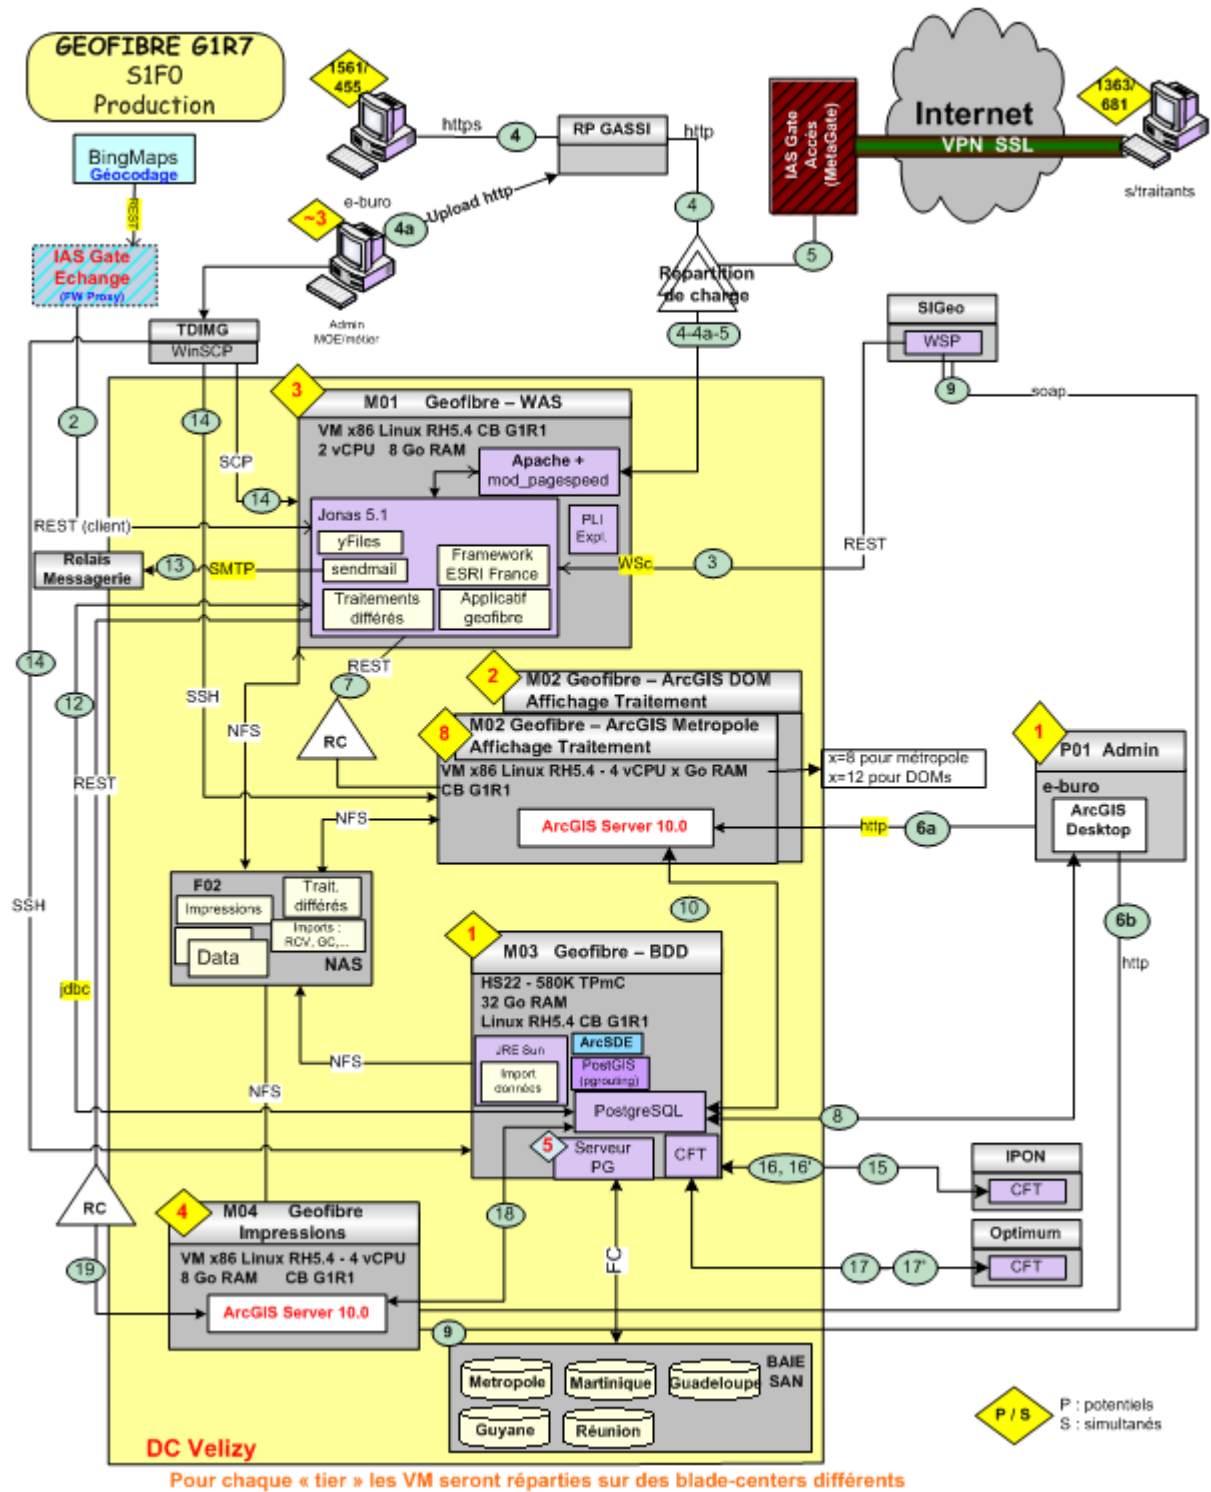 GEOFIBRE G1R7
S1F0
Production
1561/
455
https
4
RP GASSI
http
IAS Gate
Accès
(MetaGate)
Internet
VPN SSL
1363/
681
s/traitants
BingMaps
Géocodage
REST
e-buro
~3
4a
Upload http
4
5
IAS Gate
Echange
(FW Proxy)
Admin
MOE/métier
Répartition
de charge
4-4a-5
TDIMG
WinSCP
SIGeo
WSP
9
soap
2
14
SCP
14
3
M01 Geofibre – WAS
VM x86 Linux RH5.4 CB G1R1
2 vCPU 8 Go RAM
Apache +
mod_pagespeed
Jonas 5.1
yFiles
sendmail
Framework
ESRI France
Traitements
différés
Applicatif
geofibre
PLI
Expl.
REST (client)
Relais
Messagerie
13
SMTP
WSc
3
REST
14
12
SSH
NFS
REST
7
RC
REST
2
M02 Geofibre – ArcGIS DOM
Affichage Traitement
8
M02 Geofibre – ArcGIS Metropole
Affichage Traitement
VM x86 Linux RH5.4 - 4 vCPU x Go RAM
CB G1R1
ArcGIS Server 10.0
x=8 pour métropole
x=12 pour DOMs
1
P01 Admin
e-buro
ArcGIS
Desktop
http
6a
6b
http
NFS
SSH
F02
Impressions
Trait.
différés
Imports :
RCV, GC,...
Data
NAS
10
jdbc
1
M03 Geofibre – BDD
HS22 - 580K TPmC
32 Go RAM
Linux RH5.4 CB G1R1
JRE Sun
Import
données
ArcSDE
PostGIS
(pgrouting)
PostgreSQL
5
Serveur
PG
CFT
NFS
NFS
8
16, 16'
15
IPON
CFT
Optimum
CFT
17
17'
18
FC
RC
19
4
M04 Geofibre
Impressions
VM x86 Linux RH5.4 - 4 vCPU
8 Go RAM CB G1R1
ArcGIS Server 10.0
9
Metropole
Martinique
Guadeloupe
BAIE
SAN
Guyane
Réunion
P / S
P : potentiels
S : simultanés
DC Velizy
Pour chaque « tier » les VM seront réparties sur des blade-centers différents